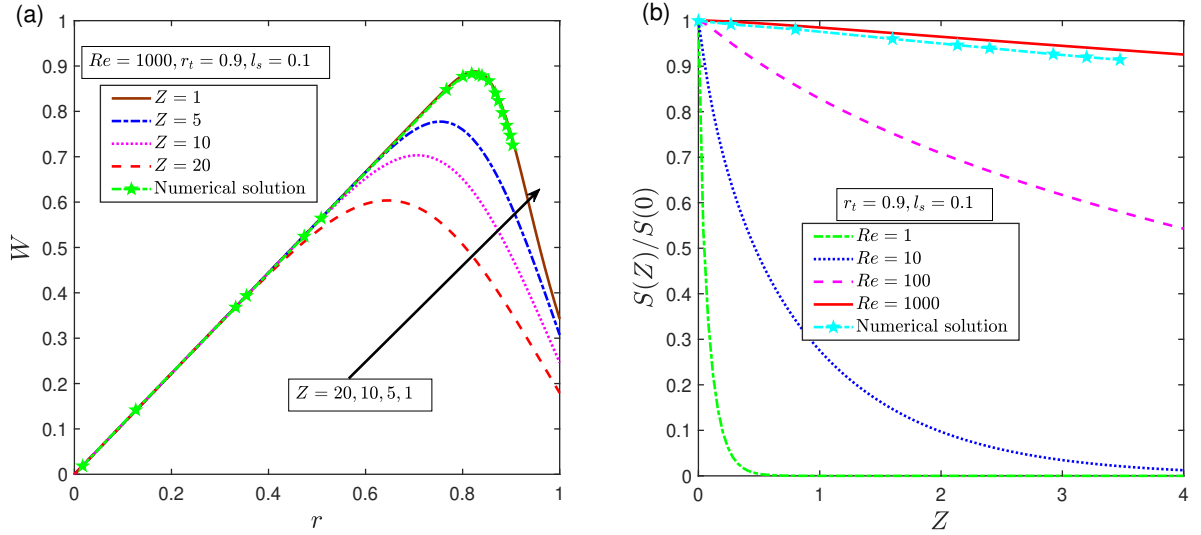 (a)
Re = 1000, r_t = 0.9, l_s = 0.1
Z = 1
Z = 5
Z = 10
Z = 20
Numerical solution
Z = 20, 10, 5, 1
W
1
0.9
0.8
0.7
0.6
0.5
0.4
0.3
0.2
0.1
0
0
0.2
0.4
0.6
0.8
1
r
(b)
r_t = 0.9, l_s = 0.1
Re = 1
Re = 10
Re = 100
Re = 1000
Numerical solution
S(Z)/S(0)
1
0.9
0.8
0.7
0.6
0.5
0.4
0.3
0.2
0.1
0
0
1
2
3
4
Z